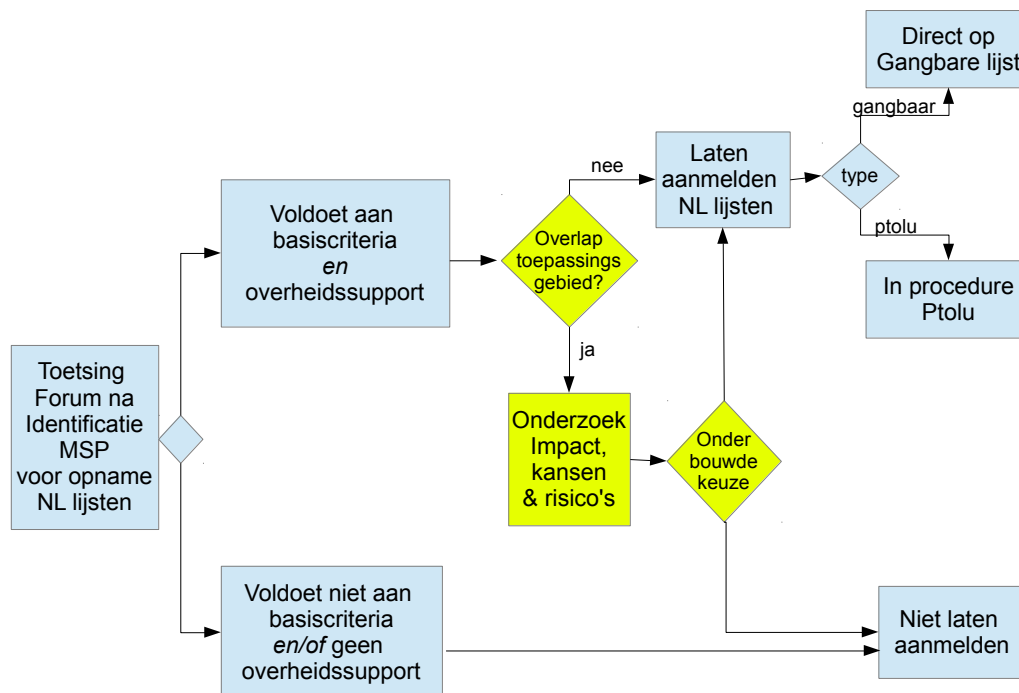 Direct op
Gangbare lijst
gangbaar
nee
Laten
aanmelden
NL lijsten
type
Voldoet aan
basiscriteria
en
overheidssupport
Overlap
toepassings
gebied?
ptolu
In procedure
Ptolu
ja
Toetsing
Forum na
Identificatie
MSP
voor opname
NL lijsten
Onderzoek
Impact,
kansen
& risico's
Onder
bouwde
keuze
Voldoet niet aan
basiscriteria
en/of geen
overheidssupport
Niet laten
aanmelden